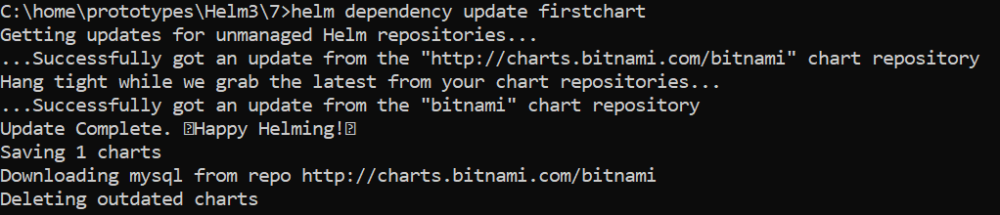 C:\home\prototypes\Helm3\7>helm dependency update firstchart
Getting updates for unmanaged Helm repositories...
...Successfully got an update from the "http://charts.bitnami.com/bitnami" chart repository
Hang tight while we grab the latest from your chart repositories...
...Successfully got an update from the "bitnami" chart repository
Update Complete. ⍰Happy Helming!⍰
Saving 1 charts
Downloading mysql from repo http://charts.bitnami.com/bitnami
Deleting outdated charts